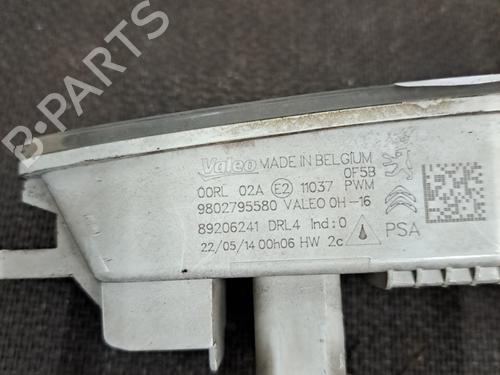 B-PARTS
Valeo MADE IN BELGIUM
0F5B
00RL 02A E2 11037 PWM
9802795580 VALEO 0H-16
89206241 DRL4 Ind:0
22/05/14 00h06 HW 2c
PSA